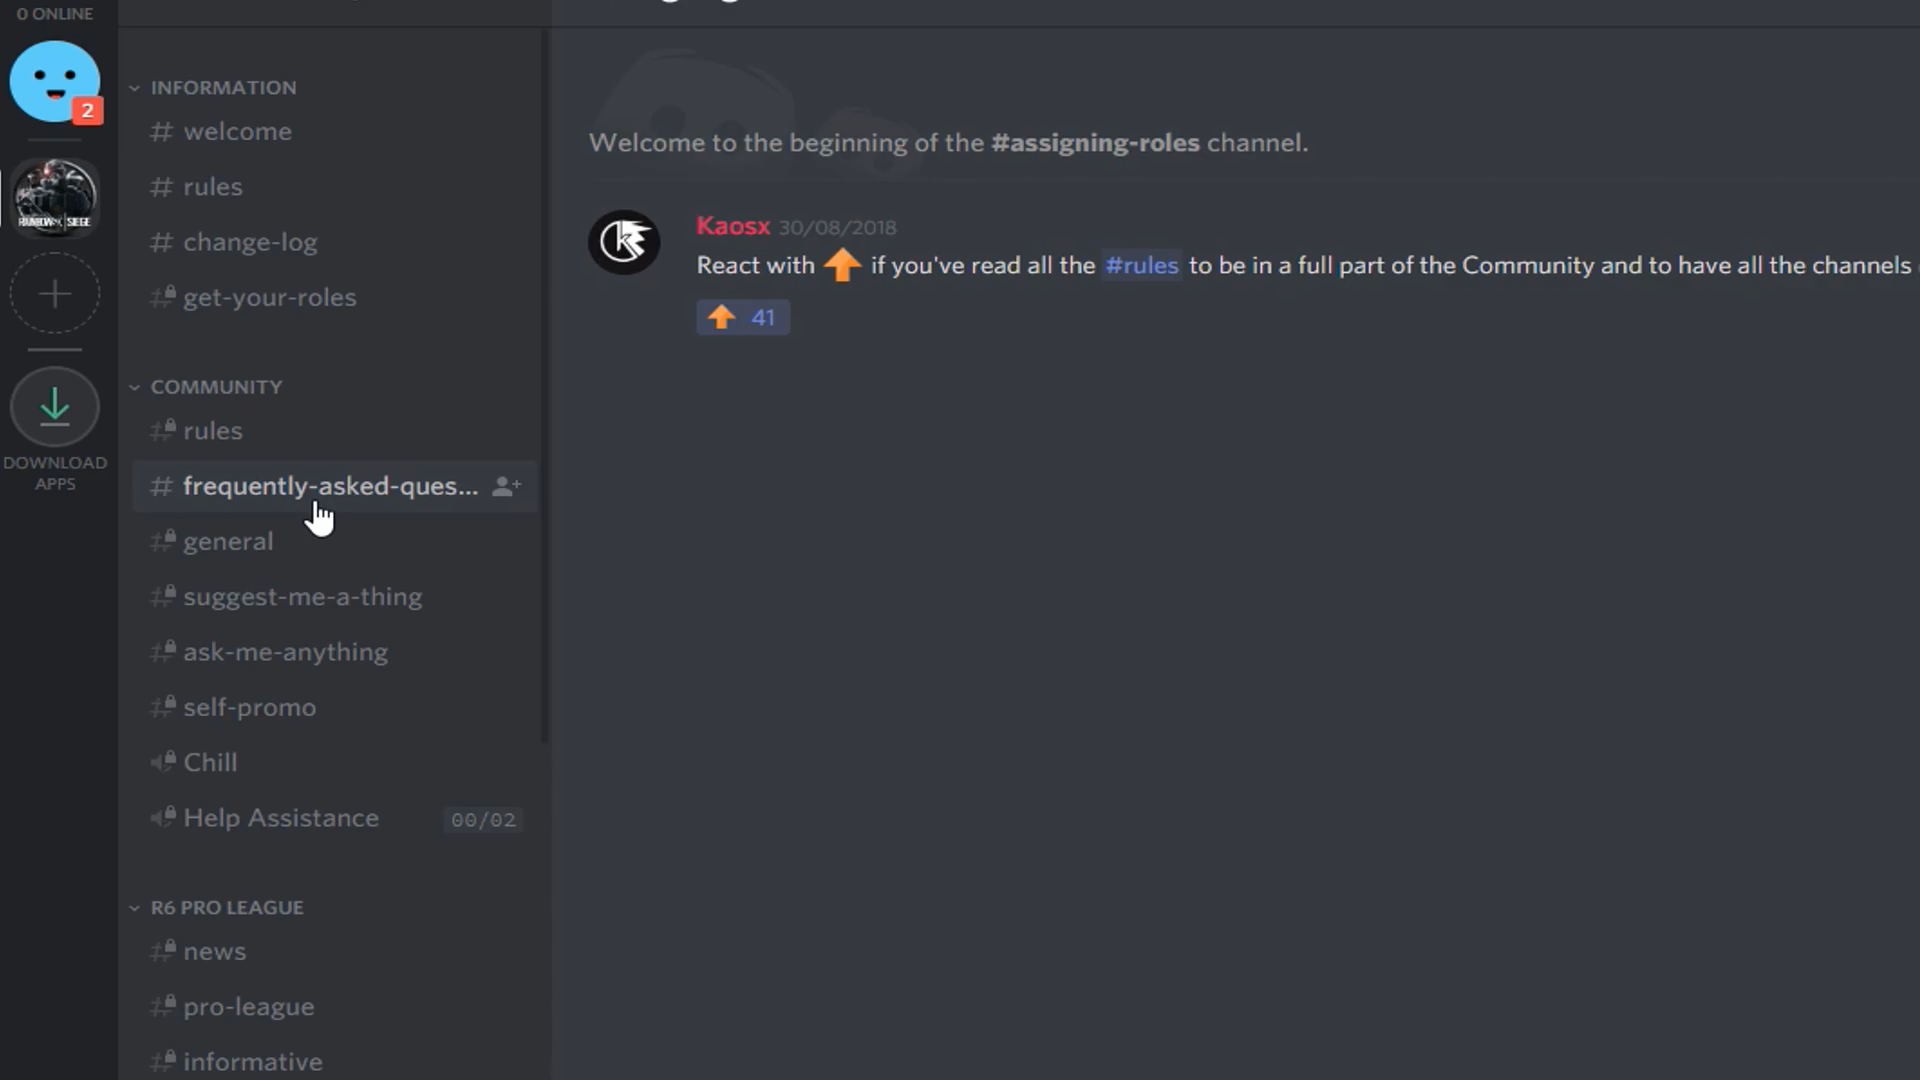 0 ONLINE
2
RAINBOW SIX SIEGE
DOWNLOAD
APPS
INFORMATION
# welcome
# rules
# change-log
# get-your-roles
COMMUNITY
# rules
# frequently-asked-ques...
# general
# suggest-me-a-thing
# ask-me-anything
# self-promo
Chill
Help Assistance 00/02
R6 PRO LEAGUE
# news
# pro-league
# informative
Welcome to the beginning of the #assigning-roles channel.
Kaosx 30/08/2018
React with if you've read all the #rules to be in a full part of the Community and to have all the channels
41